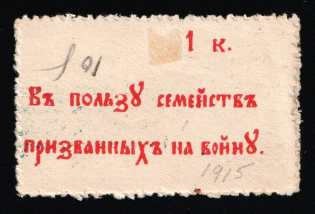 1 к.
Въ пользу семействъ
призванныхъ на войну.
1915